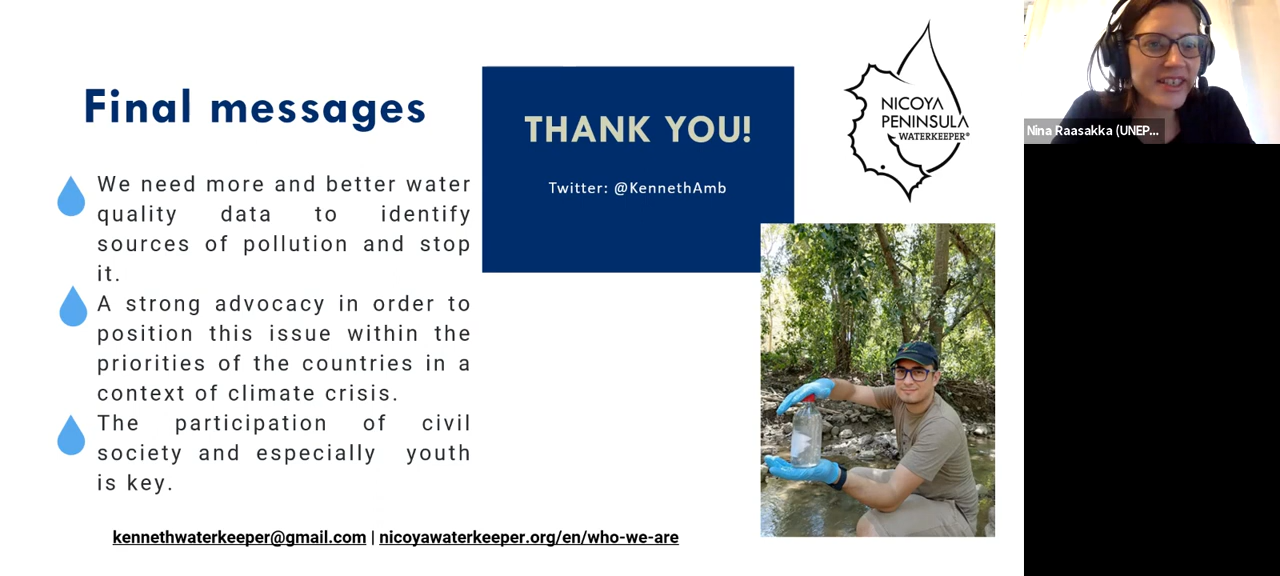 Final messages
We need more and better water
quality data to identify
sources of pollution and stop
it.
A strong advocacy in order to
position this issue within the
priorities of the countries in a
context of climate crisis.
The participation of civil
society and especially youth
is key.
kennethwaterkeeper@gmail.com | nicoyawaterkeeper.org/en/who-we-are
THANK YOU!
Twitter: @KennethAmb
NICOYA
PENINSULA
WATERKEEPER®
Nina Raasakka (UNEP...